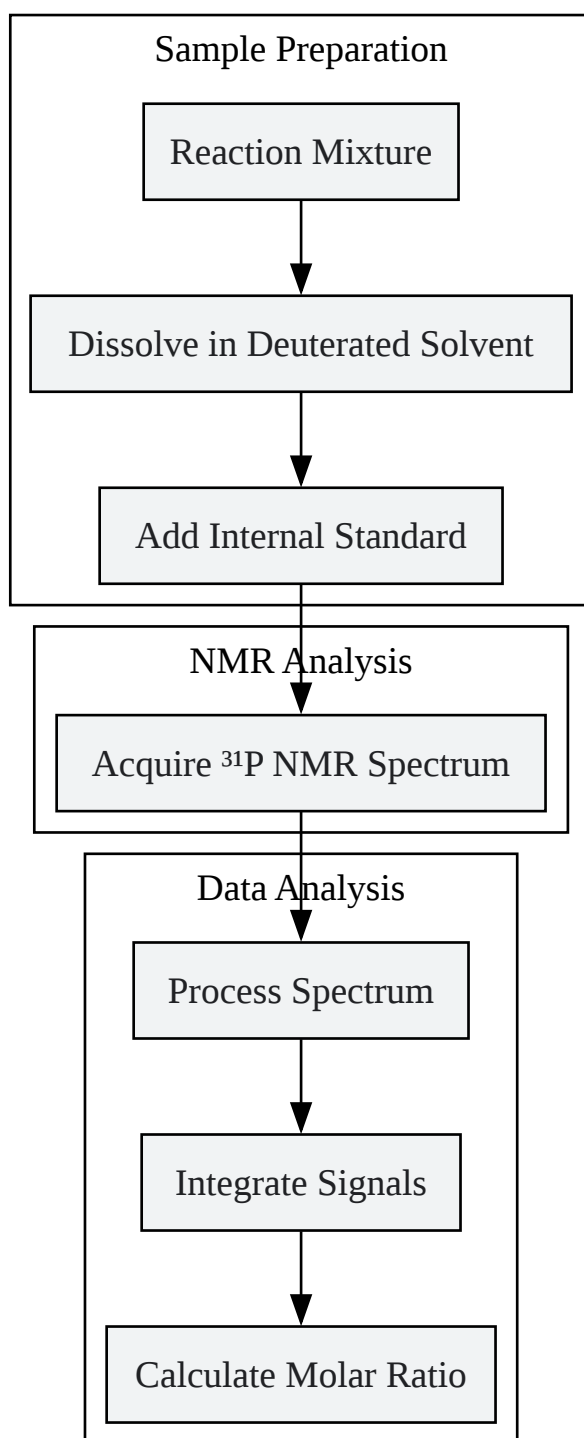 Sample Preparation
Reaction Mixture
Dissolve in Deuterated Solvent
Add Internal Standard
NMR Analysis
Acquire ³¹P NMR Spectrum
Data Analysis
Process Spectrum
Integrate Signals
Calculate Molar Ratio